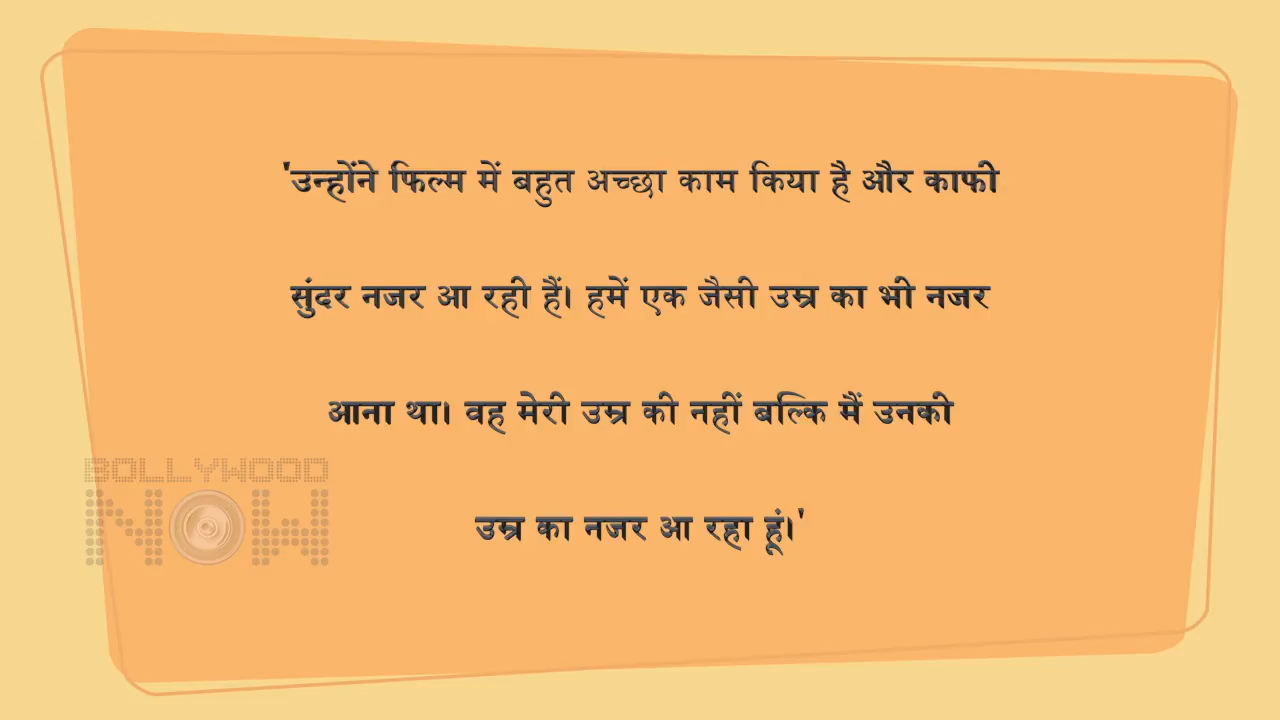 'उन्होंने फिल्म में बहुत अच्छा काम किया है और काफी
सुंदर नजर आ रही हैं। हमें एक जैसी उम्र का भी नजर
आना था। वह मेरी उम्र की नहीं बल्कि मैं उनकी
उम्र का नजर आ रहा हूं।'
BOLLYWOOD
NOW